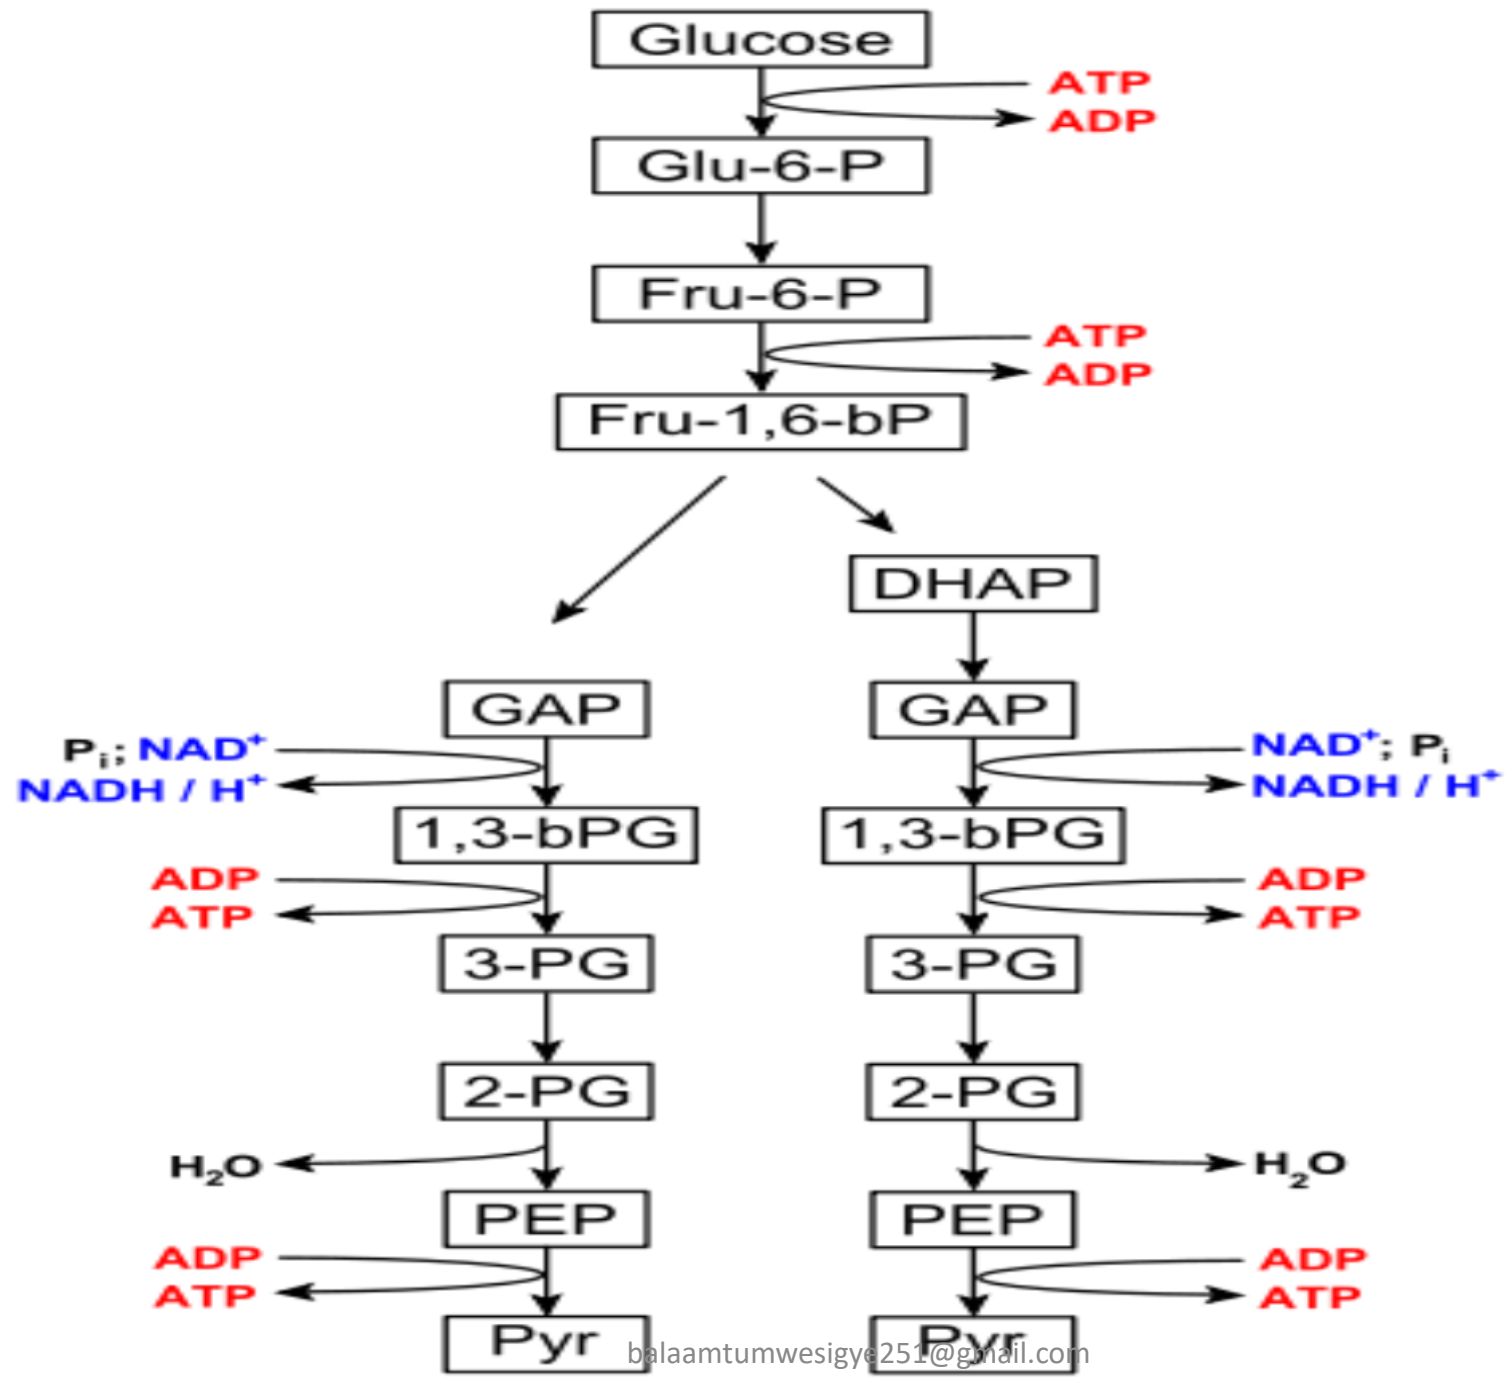 Glucose
ATP
ADP
Glu-6-P
Fru-6-P
ATP
ADP
Fru-1,6-bP
DHAP
GAP
GAP
Pi; NAD+
NADH / H+
NAD+; Pi
NADH / H+
1,3-bPG
1,3-bPG
ADP
ATP
ADP
ATP
3-PG
3-PG
2-PG
2-PG
H2O
H2O
PEP
PEP
ADP
ATP
ADP
ATP
Pyr
Pyr
balaamtumwesigye251@gmail.com